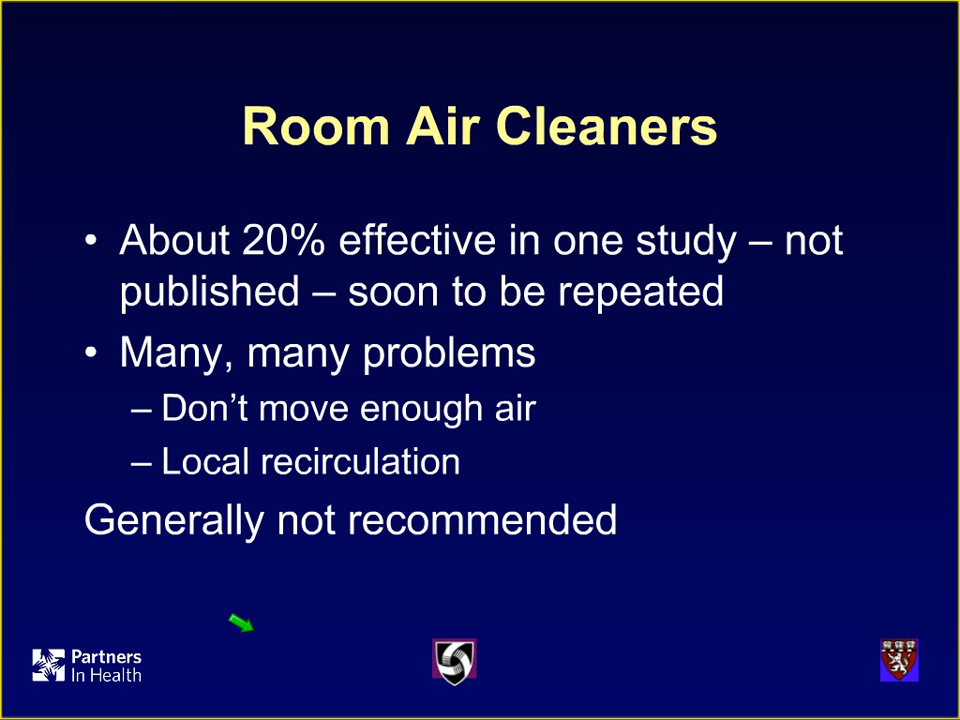 Room Air Cleaners
• About 20% effective in one study – not
published – soon to be repeated
• Many, many problems
– Don’t move enough air
– Local recirculation
Generally not recommended
Partners
In Health